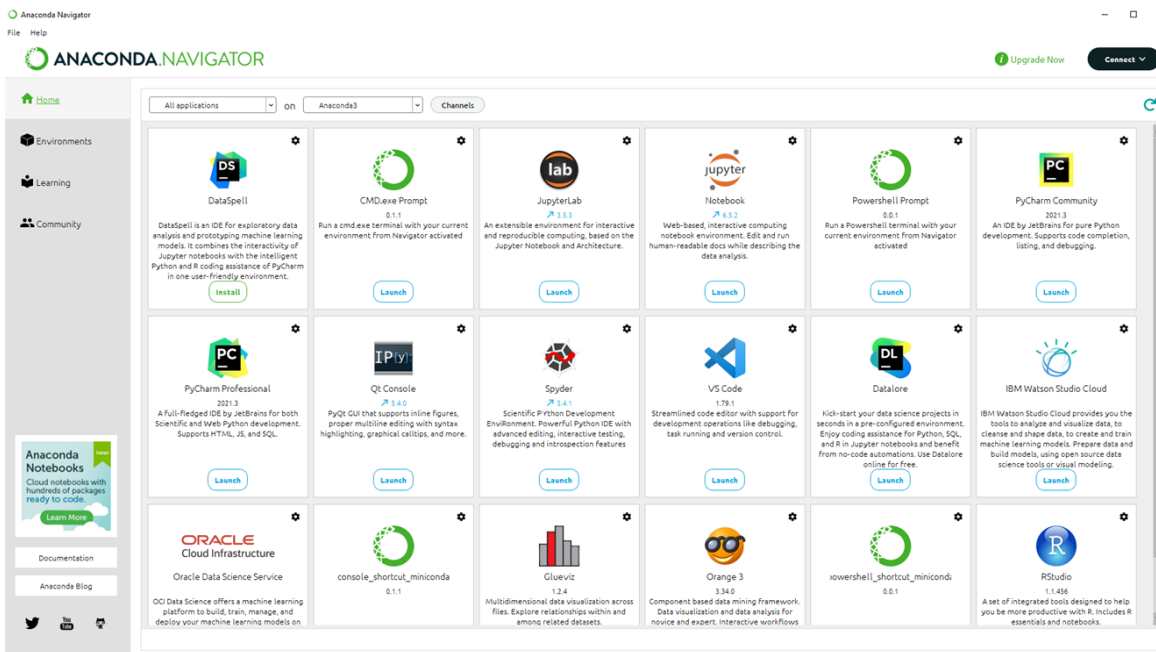 Anaconda Navigator
File Help
ANACONDA.NAVIGATOR
Upgrade Now
Connect
Home
Environments
Learning
Community
All applications on Anaconda3 Channels
DS
DataSpell
DataSpell is an IDE for exploratory data
analysis and prototyping machine learning
models. It combines the interactivity of
Jupyter notebooks with the intelligent
Python and R coding assistance of PyCharm
in one user-friendly environment.
Install
CMD.exe Prompt
0.1.1
Run a cmd.exe terminal with your current
environment from Navigator activated
Launch
lab
JupyterLab
3.5.3
An extensible environment for interactive
and reproducible computing, based on the
Jupyter Notebook and Architecture.
Launch
jupyter
Notebook
6.5.2
Web-based, interactive computing
notebook environment. Edit and run
human-readable docs while describing the
data analysis.
Launch
Powershell Prompt
0.0.1
Run a Powershell terminal with your
current environment from Navigator
activated
Launch
PC
PyCharm Community
2021.3
An IDE by JetBrains for pure Python
development. Supports code completion,
listing, and debugging.
Launch
PC
PyCharm Professional
2021.3
A full-fledged IDE by JetBrains for both
Scientific and Web Python development.
Supports HTML, JS, and SQL.
Launch
IP[y]:
Qt Console
5.4.0
PyQt GUI that supports inline figures,
proper multiline editing with syntax
highlighting, graphical calltips, and more.
Launch
Spyder
5.4.1
Scientific PYthon Development
EnviRonment. Powerful Python IDE with
advanced editing, interactive testing,
debugging and introspection features
Launch
VS Code
1.79.1
Streamlined code editor with support for
development operations like debugging,
task running and version control.
Launch
DL
Datalore
Kick-start your data science projects in
seconds in a pre-configured environment.
Enjoy coding assistance for Python, SQL,
and R in Jupyter notebooks and benefit
from no-code automations. Use Datalore
online for free.
Launch
IBM Watson Studio Cloud
IBM Watson Studio Cloud provides you the
tools to analyze and visualize data, to
cleanse and shape data, to create and train
machine learning models. Prepare data and
build models, using open source data
science tools or visual modeling.
Launch
ORACLE
Cloud Infrastructure
Oracle Data Science Service
OCI Data Science offers a machine learning
platform to build, train, manage, and
deploy your machine learning models on
console_shortcut_miniconda
0.1.1
Glueviz
1.2.4
Multidimensional data visualization across
files. Explore relationships within and
among related datasets.
Orange 3
3.34.0
Component based data mining framework.
Data visualization and data analysis for
novice and expert. Interactive workflows
powershell_shortcut_miniconda
0.0.1
R
RStudio
1.1.456
A set of integrated tools designed to help
you be more productive with R. Includes R
essentials and notebooks.
Anaconda
Notebooks
New!
Cloud notebooks with
hundreds of packages
ready to code.
Learn More
Documentation
Anaconda Blog
You
Tube